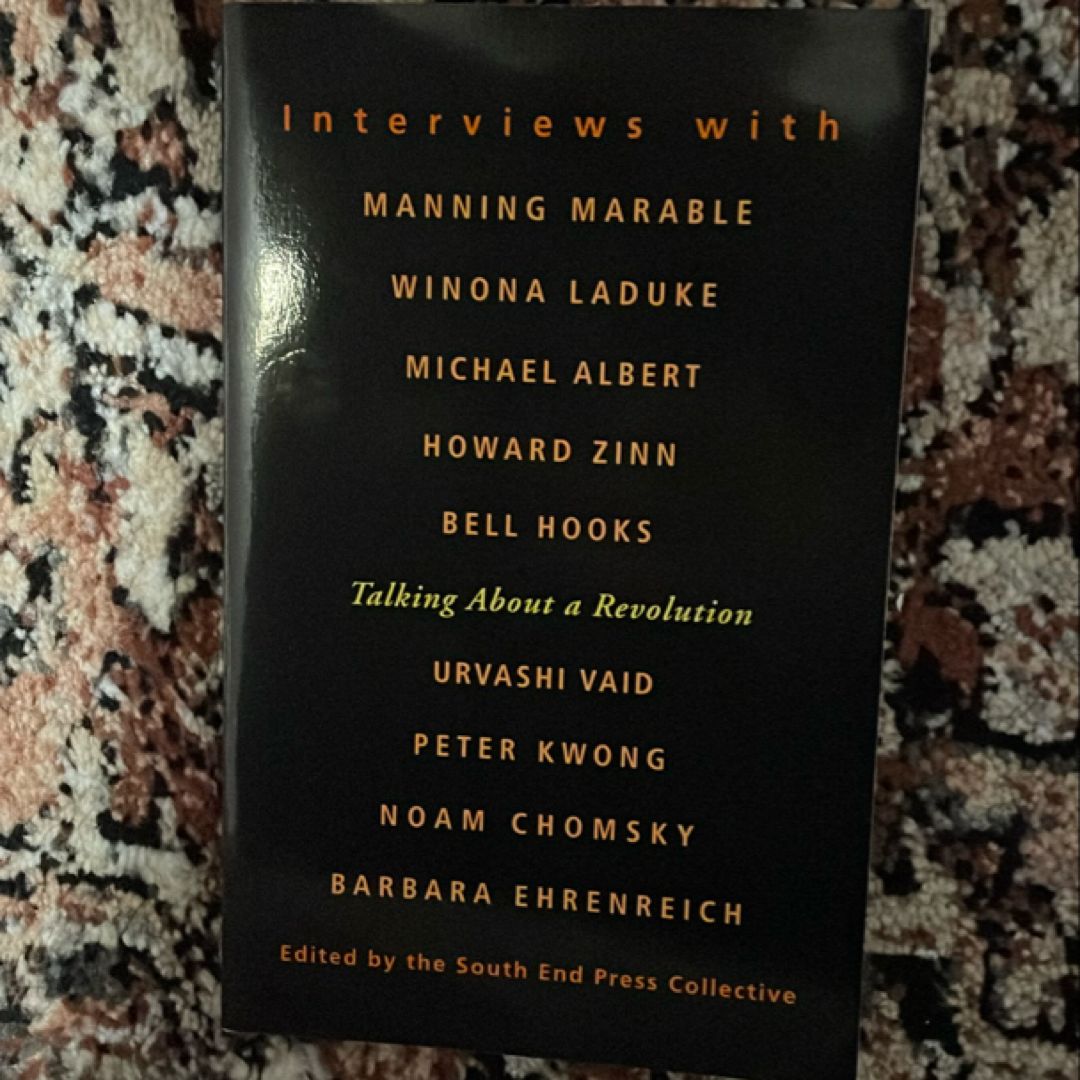 Interviews with
MANNING MARABLE
WINONA LADUKE
MICHAEL ALBERT
HOWARD ZINN
BELL HOOKS
Talking About a Revolution
URVASHI VAID
PETER KWONG
NOAM CHOMSKY
BARBARA EHRENREICH
Edited by the South End Press Collective